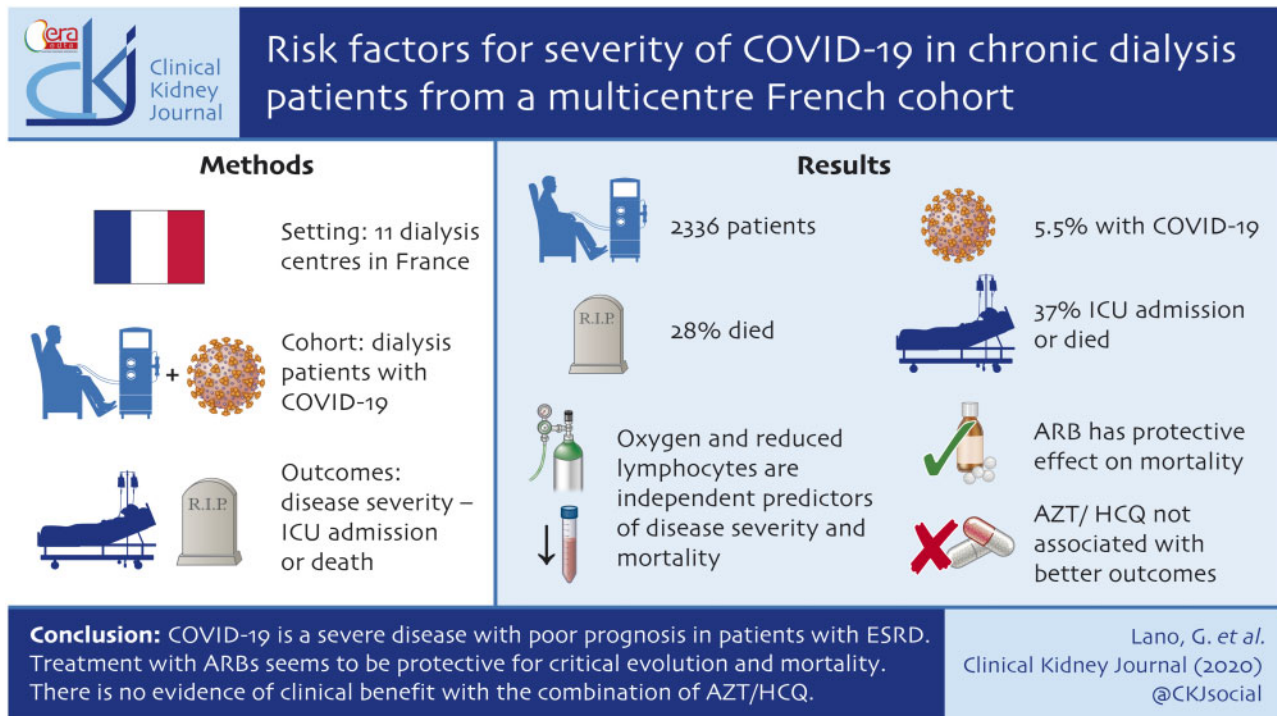 era
edta
ckj
Clinical
Kidney
Journal
Risk factors for severity of COVID-19 in chronic dialysis
patients from a multicentre French cohort
Methods
Setting: 11 dialysis
centres in France
+
Cohort: dialysis
patients with
COVID-19
R.I.P.
Outcomes:
disease severity –
ICU admission
or death
Results
2336 patients
5.5% with COVID-19
R.I.P.
28% died
37% ICU admission
or died
Oxygen and reduced
lymphocytes are
independent predictors
of disease severity and
mortality
ARB has protective
effect on mortality
AZT/ HCQ not
associated with
better outcomes
Conclusion: COVID-19 is a severe disease with poor prognosis in patients with ESRD.
Treatment with ARBs seems to be protective for critical evolution and mortality.
There is no evidence of clinical benefit with the combination of AZT/HCQ.
Lano, G. et al.
Clinical Kidney Journal (2020)
@CKJsocial